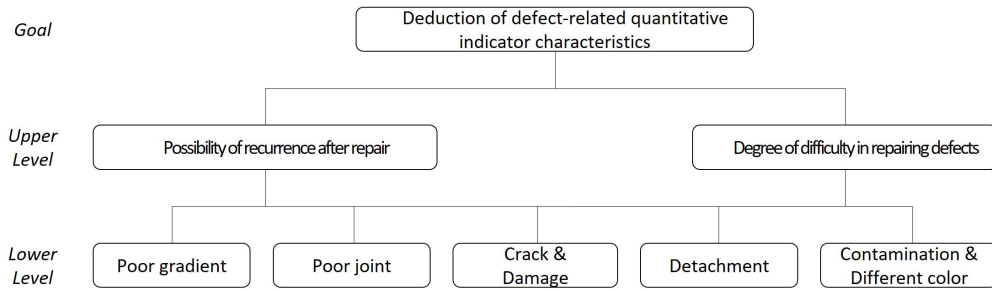 Goal
Deduction of defect-related quantitative
indicator characteristics
Upper
Level
Possibility of recurrence after repair
Degree of difficulty in repairing defects
Lower
Level
Poor gradient
Poor joint
Crack &
Damage
Detachment
Contamination &
Different color